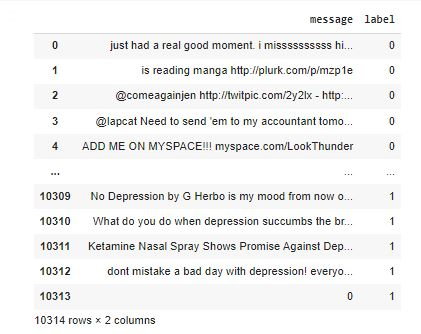 message label
0 just had a real good moment. i missssssssss hi... 0
1 is reading manga http://plurk.com/p/mzp1e 0
2 @comeagainjen http://twitpic.com/2y2lx - http:... 0
3 @lapcat Need to send 'em to my accountant tomo... 0
4 ADD ME ON MYSPACE!!! myspace.com/LookThunder 0
... ... ...
10309 No Depression by G Herbo is my mood from now o... 1
10310 What do you do when depression succumbs the br... 1
10311 Ketamine Nasal Spray Shows Promise Against Dep... 1
10312 dont mistake a bad day with depression! everyo... 1
10313 0 1
10314 rows × 2 columns